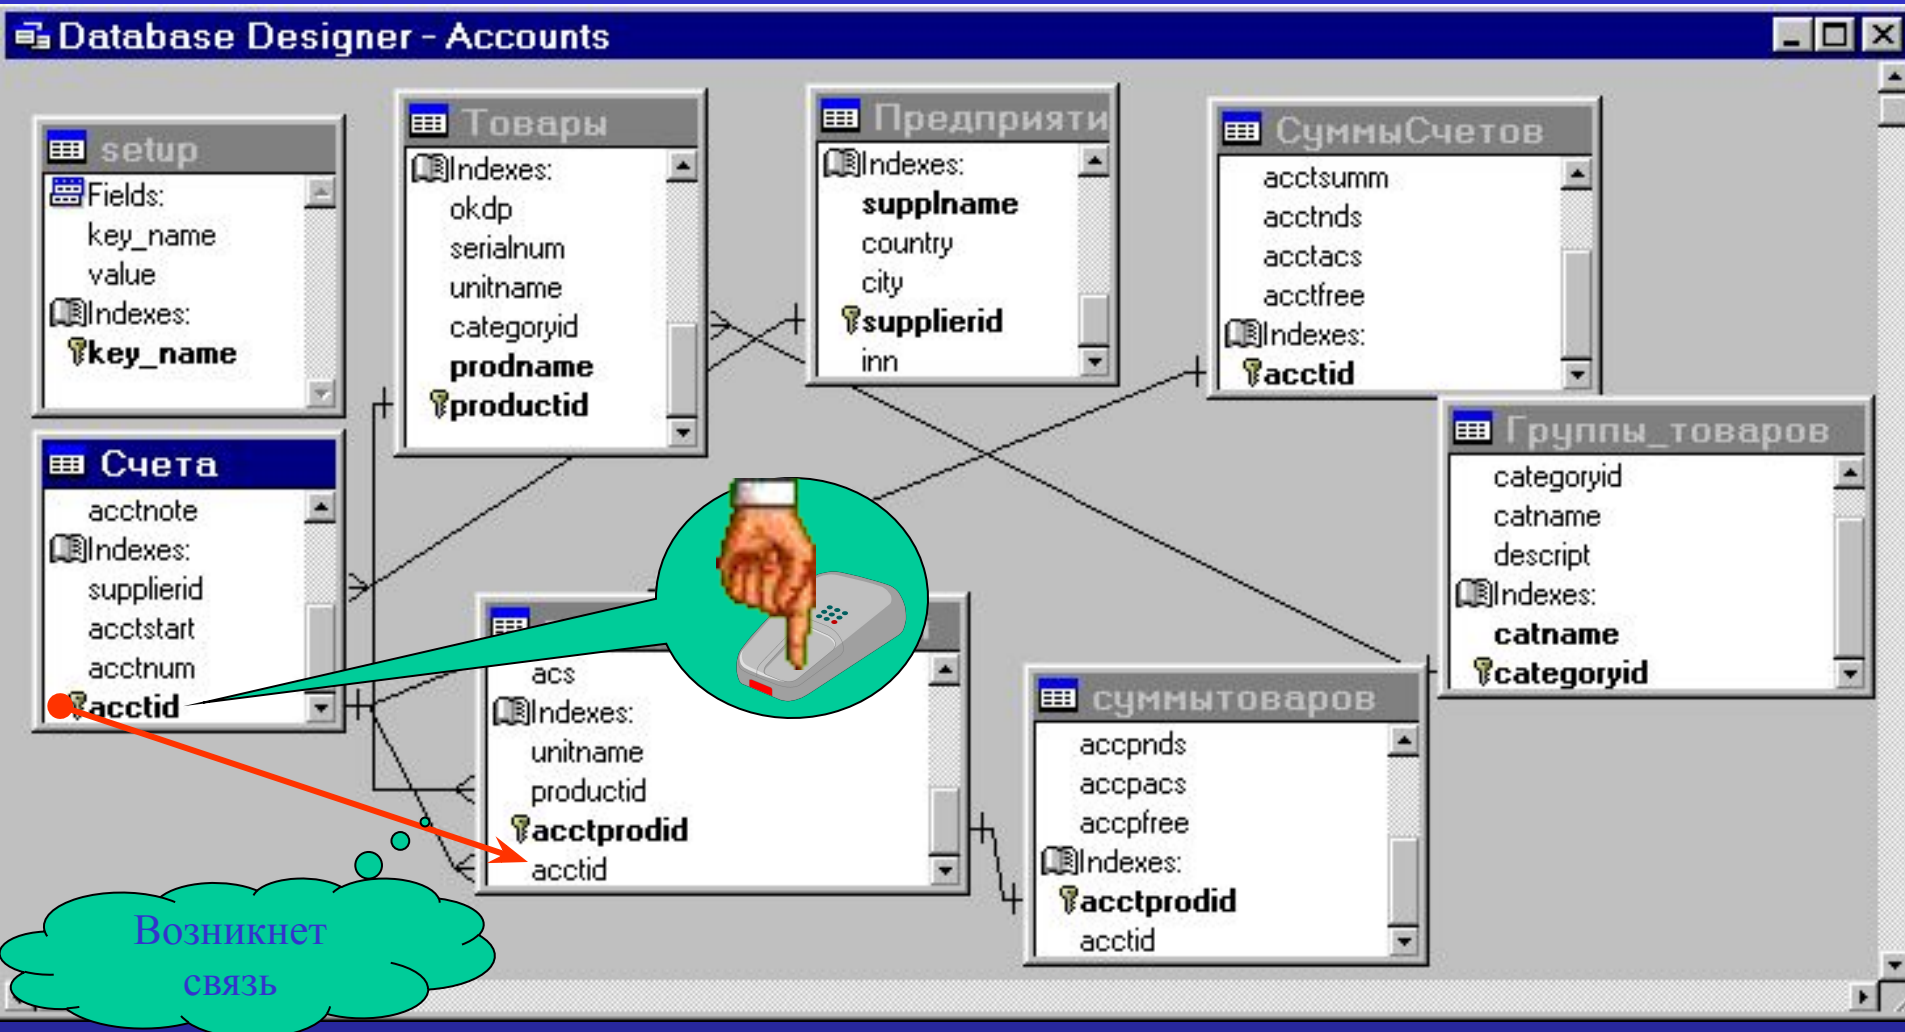 Database Designer - Accounts
setup
Fields:
key_name
value
Indexes:
key_name
Товары
Indexes:
okdp
serialnum
unitname
categoryid
prodname
productid
Предприяти
Indexes:
supplname
country
city
supplierid
inn
СуммыСчетов
acctsumm
acctnds
acctacs
acctfree
Indexes:
acctid
Группы_товаров
categoryid
catname
descript
Indexes:
catname
categoryid
Счета
acctnote
Indexes:
supplierid
acctstart
acctnum
acctid
acs
Indexes:
unitname
productid
acctprodid
acctid
суммытоваров
accpnds
accpacs
accpfree
Indexes:
acctprodid
acctid
Возникнет
связь